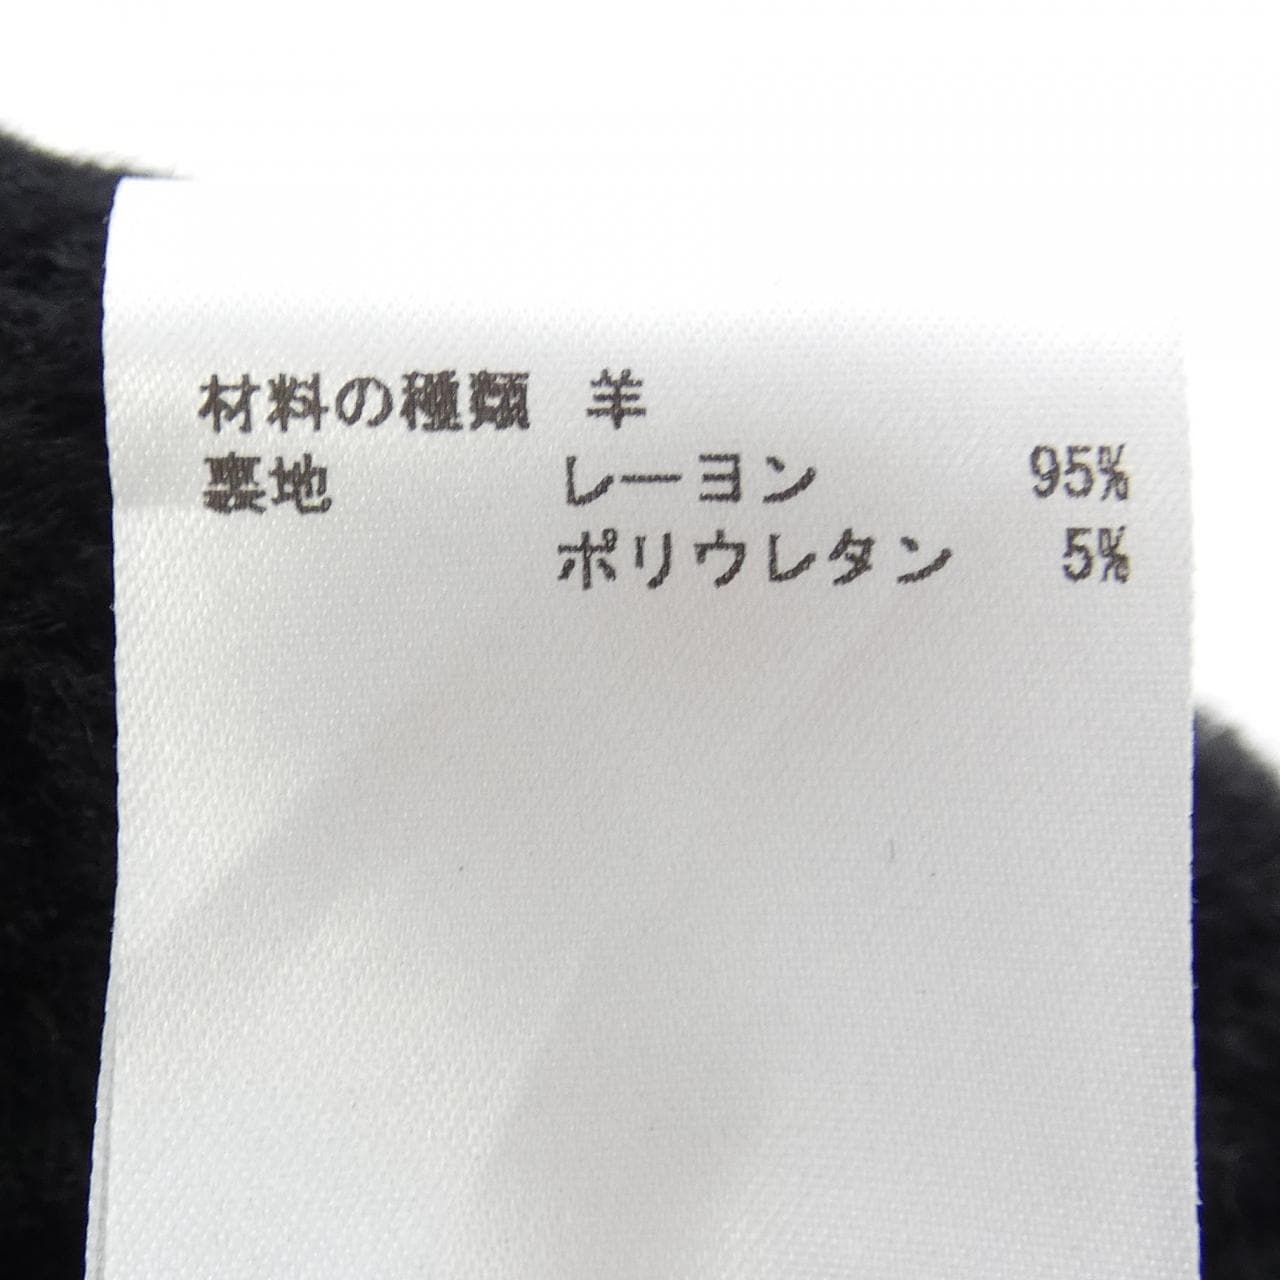 材料の種類 羊
裏地 レーヨン 95%
ポリウレタン 5%